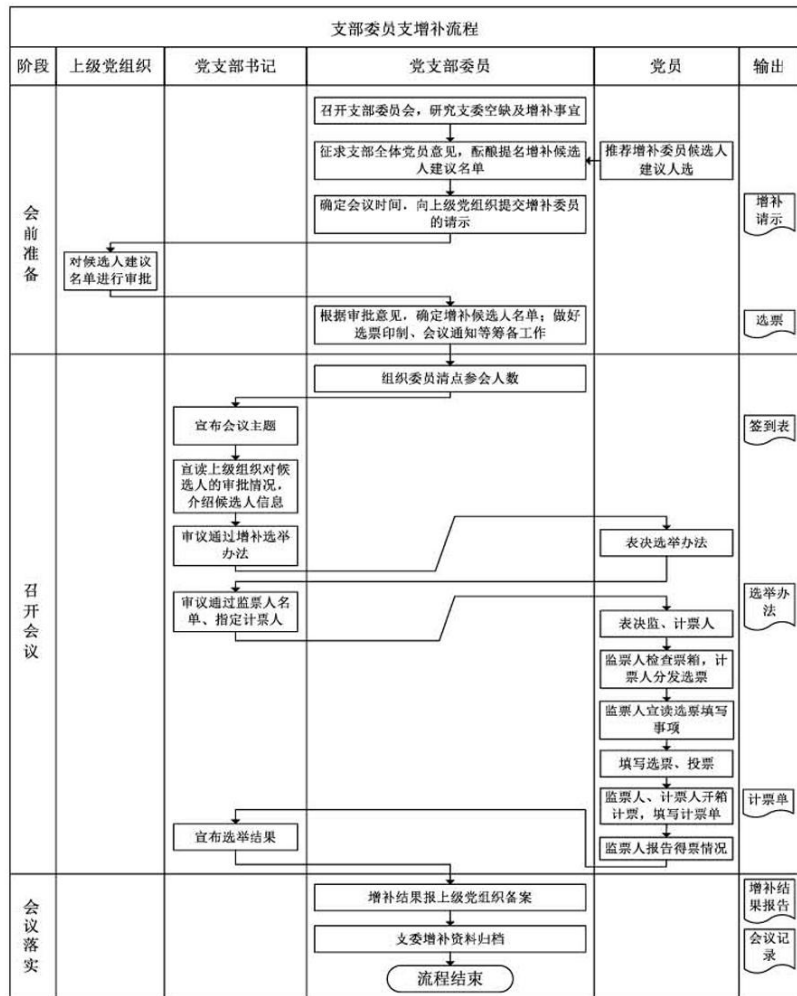 支部委员支增补流程
阶段 上级党组织 党支部书记 党支部委员 党员 输出
会前准备
召开支部委员会，研究支委空缺及增补事宜
征求支部全体党员意见，酝酿提名增补候选人
建议名单
推荐增补委员候选人
建议人选
确定会议时间，向上级党组织提交增补委员
的请示
增补
请示
对候选人建议
名单进行审批
根据审批意见，确定增补候选人名单；做好
选票印制、会议通知等筹备工作
选票
召开会议
组织委员清点参会人数
宣布会议主题
签到表
宣读上级组织对候
选人的审批情况，
介绍候选人信息
审议通过增补选举
办法
表决选举办法
审议通过监票人名
单、指定计票人
选举办
法
表决监、计票人
监票人检查票箱，计
票人分发选票
监票人宣读选票填写
事项
填写选票、投票
监票人、计票人开箱
计票，填写计票单
计票单
宣布选举结果
监票人报告得票情况
会议落实
增补结果报上级党组织备案
增补结
果报告
支委增补资料归档
会议记
录
流程结束